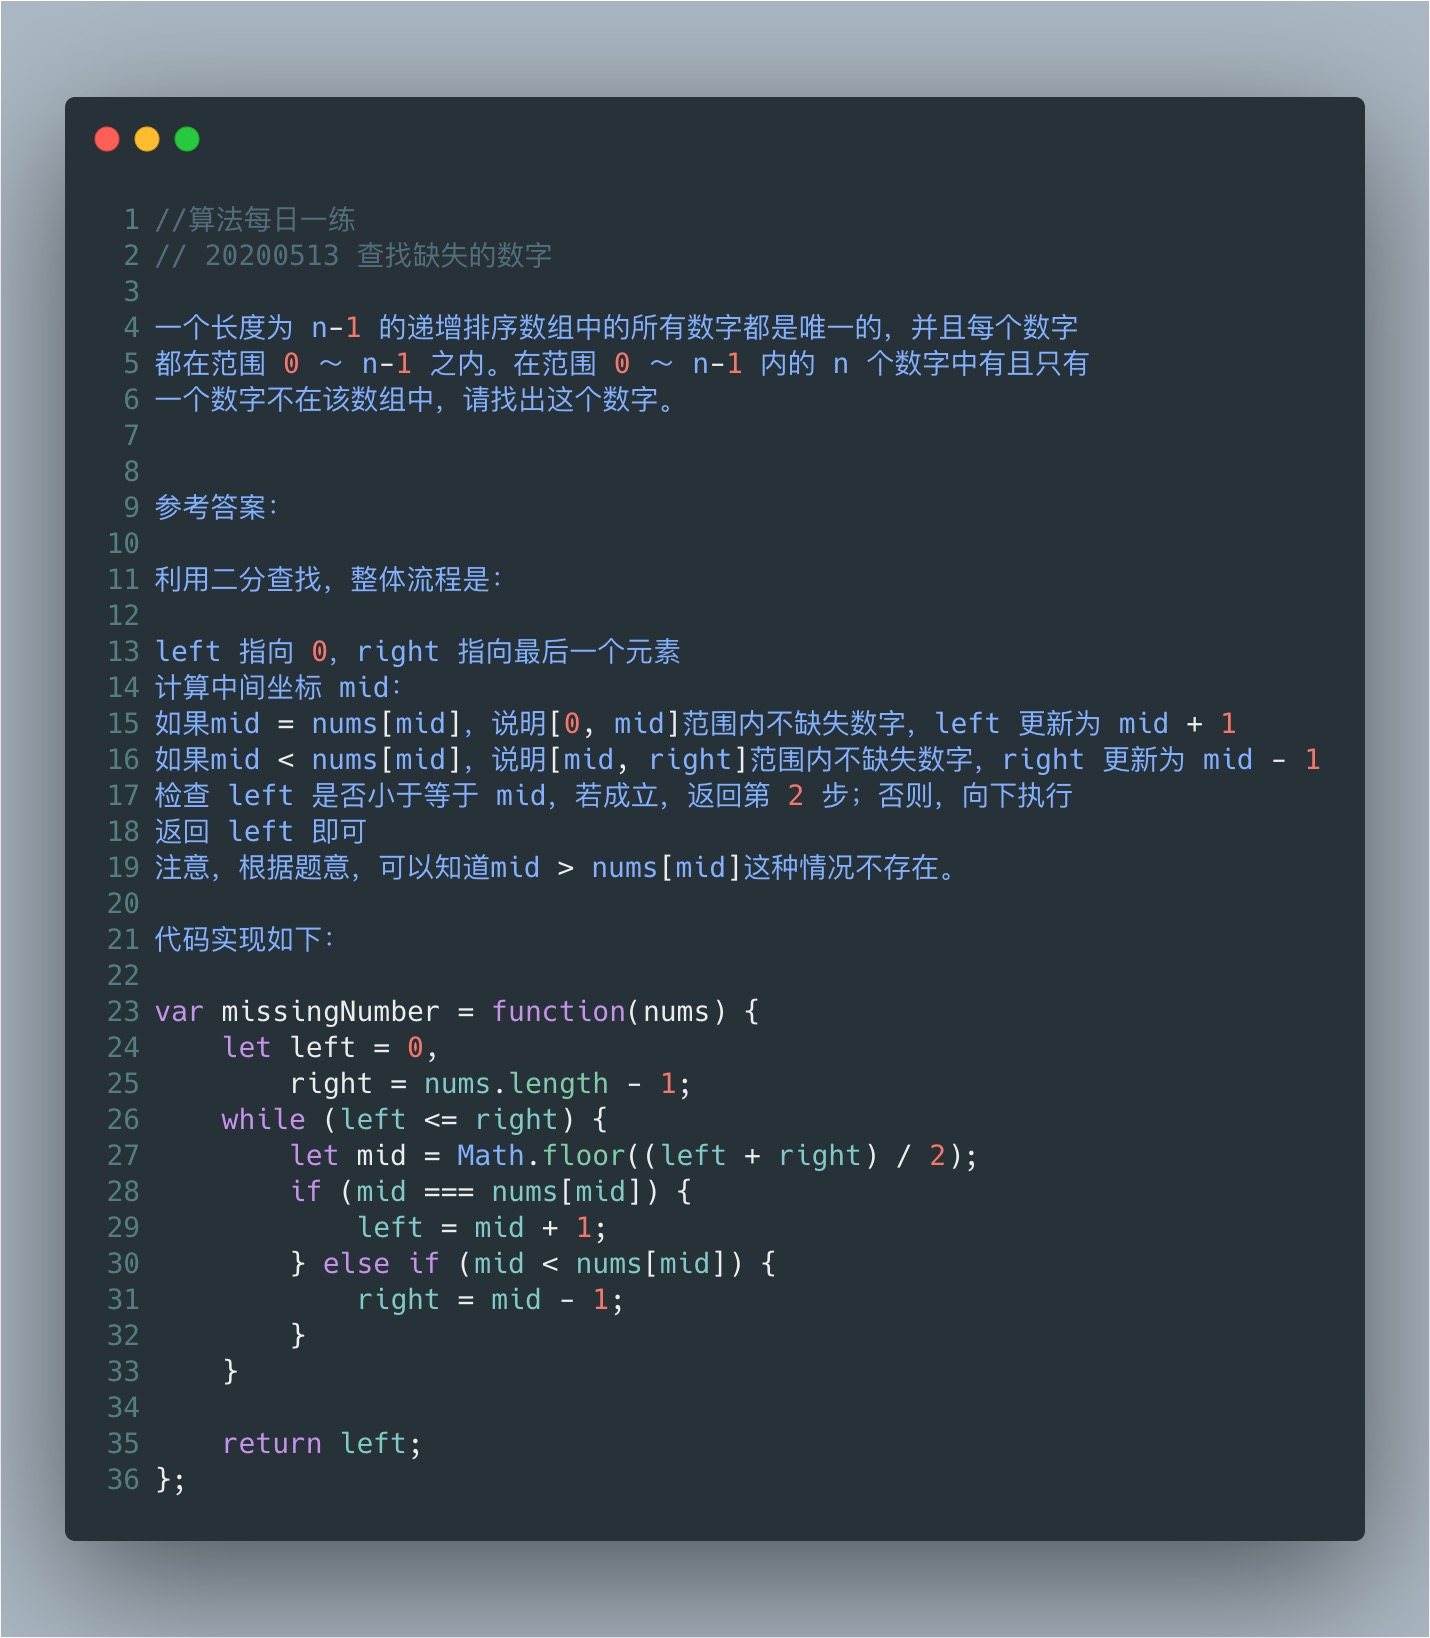 1 //算法每日一练
2 // 20200513 查找缺失的数字
3
4 一个长度为 n-1 的递增排序数组中的所有数字都是唯一的，并且每个数字
5 都在范围 0 ～ n-1 之内。在范围 0 ～ n-1 内的 n 个数字中有且只有
6 一个数字不在该数组中，请找出这个数字。
7
8
9 参考答案：
10
11 利用二分查找，整体流程是：
12
13 left 指向 0，right 指向最后一个元素
14 计算中间坐标 mid：
15 如果mid = nums[mid]，说明[0, mid]范围内不缺失数字，left 更新为 mid + 1
16 如果mid < nums[mid]，说明[mid, right]范围内不缺失数字，right 更新为 mid - 1
17 检查 left 是否小于等于 mid，若成立，返回第 2 步；否则，向下执行
18 返回 left 即可
19 注意，根据题意，可以知道mid > nums[mid]这种情况不存在。
20
21 代码实现如下：
22
23 var missingNumber = function(nums) {
24     let left = 0,
25         right = nums.length - 1;
26     while (left <= right) {
27         let mid = Math.floor((left + right) / 2);
28         if (mid === nums[mid]) {
29             left = mid + 1;
30         } else if (mid < nums[mid]) {
31             right = mid - 1;
32         }
33     }
34
35     return left;
36 };